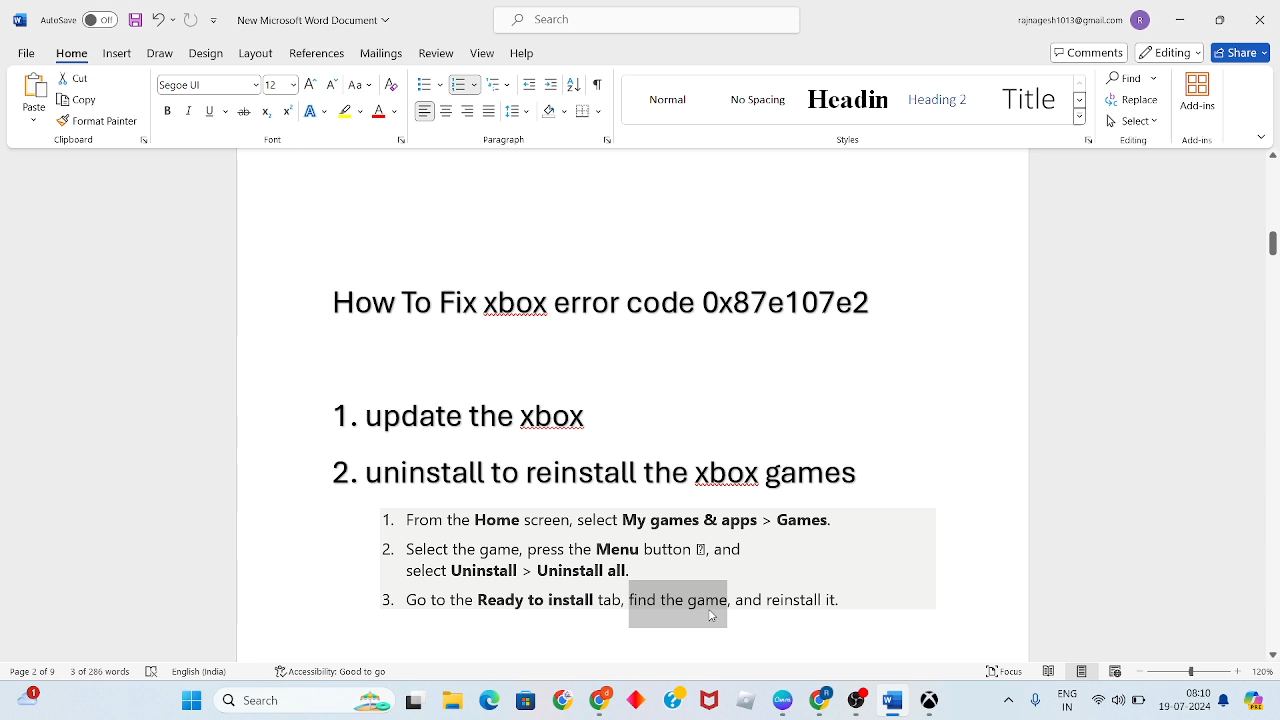 AutoSave Off New Microsoft Word Document Search rajnagesh1013@gmail.com R
File Home Insert Draw Design Layout References Mailings Review View Help Comments Editing Share
Paste Cut Copy Format Painter
Segoe UI 12 Aa
B I U ab x₂ x² A A
Normal No Spacing Headin Heading 2 Title
Find Replace Select Add-ins
Clipboard Font Paragraph Styles Editing Add-ins
How To Fix xbox error code 0x87e107e2
1. update the xbox
2. uninstall to reinstall the xbox games
1. From the Home screen, select My games & apps > Games.
2. Select the game, press the Menu button, and
select Uninstall > Uninstall all.
3. Go to the Ready to install tab, find the game, and reinstall it.
Page 2 of 9 3 of 286 words English (India) Accessibility: Good to go Focus 120%
1 Search ENG IN 08:10 19-07-2024